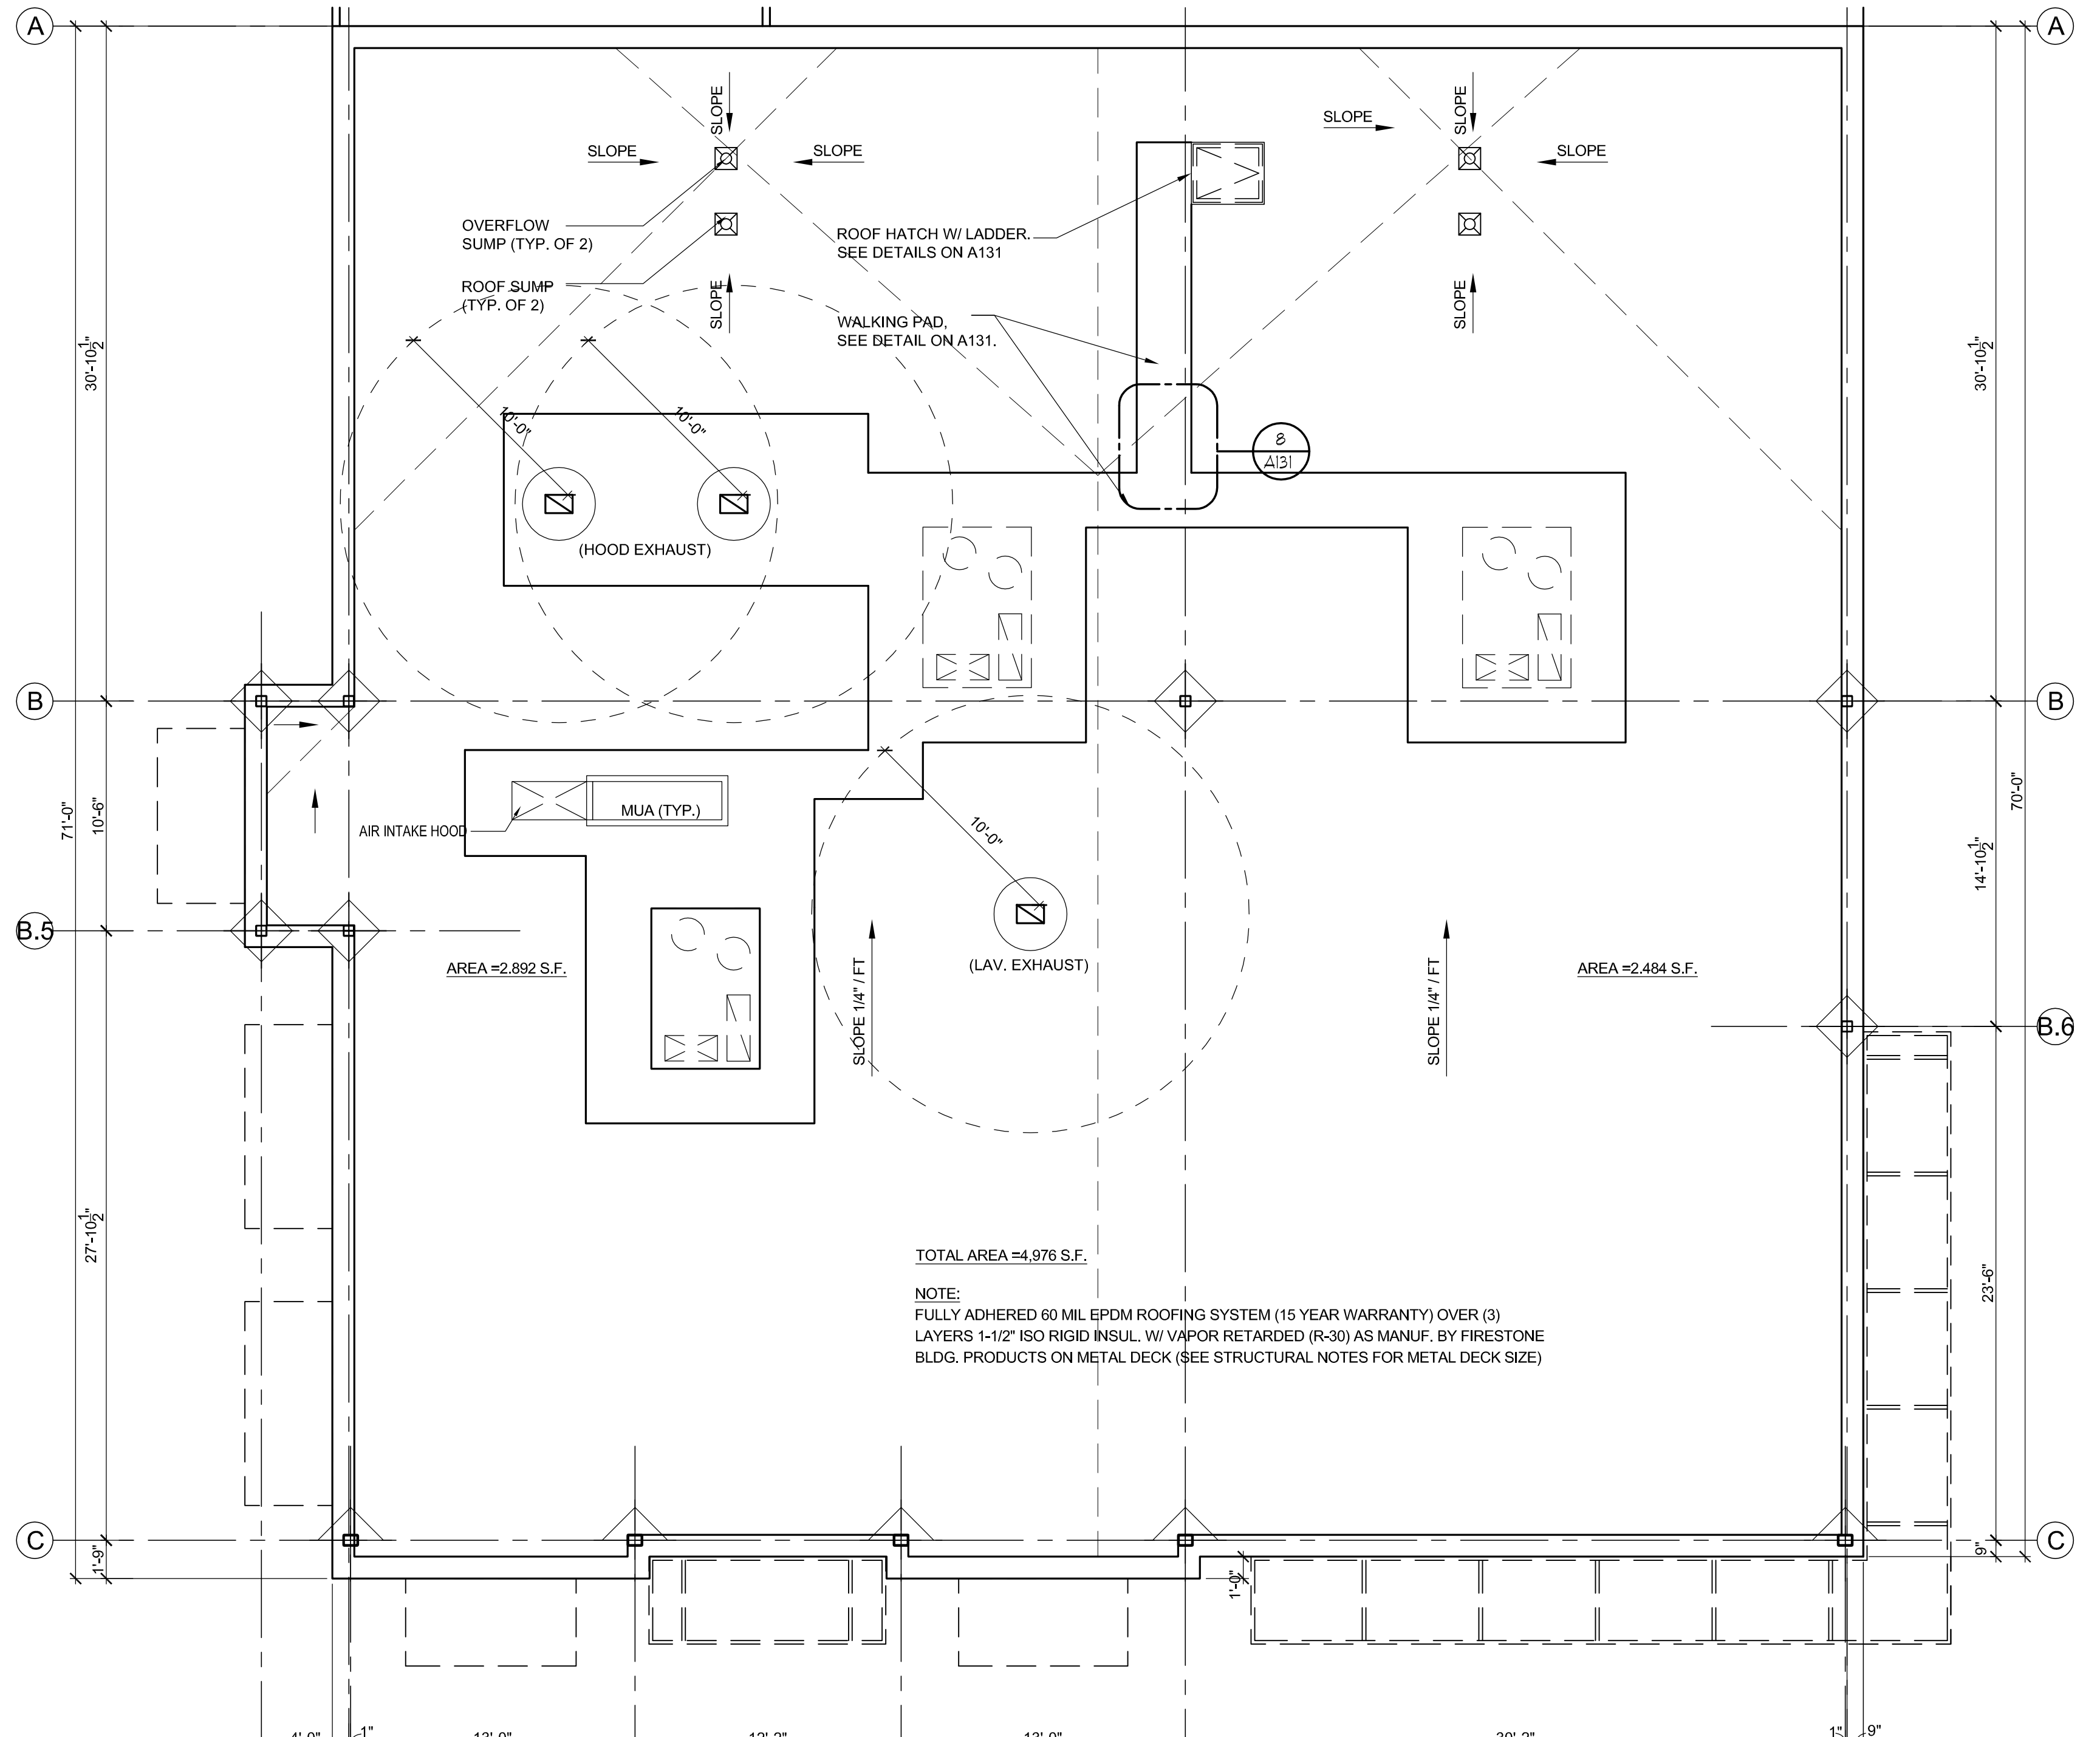 A
A
SLOPE
SLOPE
SLOPE
SLOPE
SLOPE
SLOPE
OVERFLOW
SUMP (TYP. OF 2)
ROOF HATCH W/ LADDER.
SEE DETAILS ON A131
ROOF SUMP
(TYP. OF 2)
SLOPE
SLOPE
WALKING PAD,
SEE DETAIL ON A131.
30'-10 1/2"
30'-10 1/2"
10'-0"
10'-0"
8
A131
(HOOD EXHAUST)
B
B
71'-0"
10'-6"
70'-0"
MUA (TYP.)
AIR INTAKE HOOD
10'-0"
14'-10 1/2"
B.5
AREA =2.892 S.F.
(LAV. EXHAUST)
AREA =2.484 S.F.
SLOPE 1/4" / FT
SLOPE 1/4" / FT
B.6
27'-10 1/2"
TOTAL AREA =4,976 S.F.
23'-6"
NOTE:
FULLY ADHERED 60 MIL EPDM ROOFING SYSTEM (15 YEAR WARRANTY) OVER (3)
LAYERS 1-1/2" ISO RIGID INSUL. W/ VAPOR RETARDED (R-30) AS MANUF. BY FIRESTONE
BLDG. PRODUCTS ON METAL DECK (SEE STRUCTURAL NOTES FOR METAL DECK SIZE)
C
C
1'-9"
9"
1'-0"
1"
1"
9"